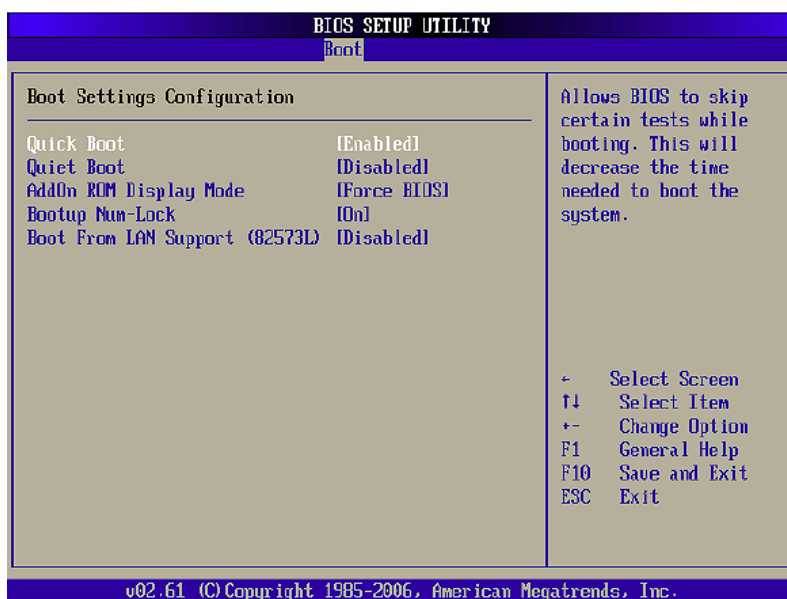 BIOS SETUP UTILITY
Boot
Boot Settings Configuration
Quick Boot [Enabled]
Quiet Boot [Disabled]
AddOn ROM Display Mode [Force BIOS]
Bootup Num-Lock [On]
Boot From LAN Support (82573L) [Disabled]
Allows BIOS to skip
certain tests while
booting. This will
decrease the time
needed to boot the
system.
← Select Screen
↑↓ Select Item
+- Change Option
F1 General Help
F10 Save and Exit
ESC Exit
v02.61 (C)Copyright 1985-2006, American Megatrends, Inc.